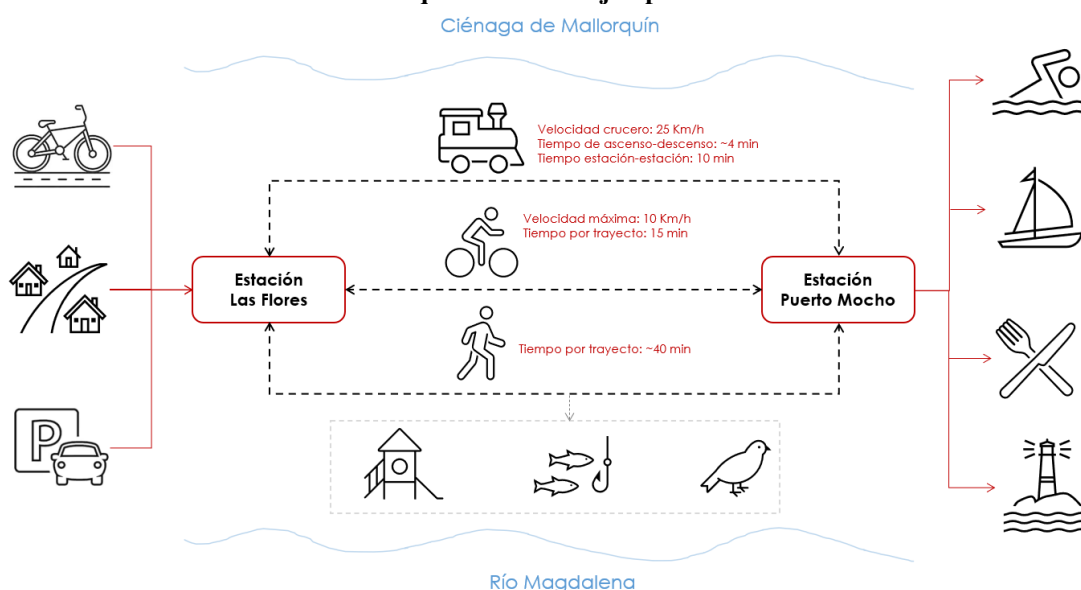 Ciénaga de Mallorquín
Velocidad crucero: 25 Km/h
Tiempo de ascenso-descenso: ~4 min
Tiempo estación-estación: 10 min
Velocidad máxima: 10 Km/h
Tiempo por trayecto: 15 min
Estación
Las Flores
Estación
Puerto Mocho
Tiempo por trayecto: ~40 min
P
Río Magdalena